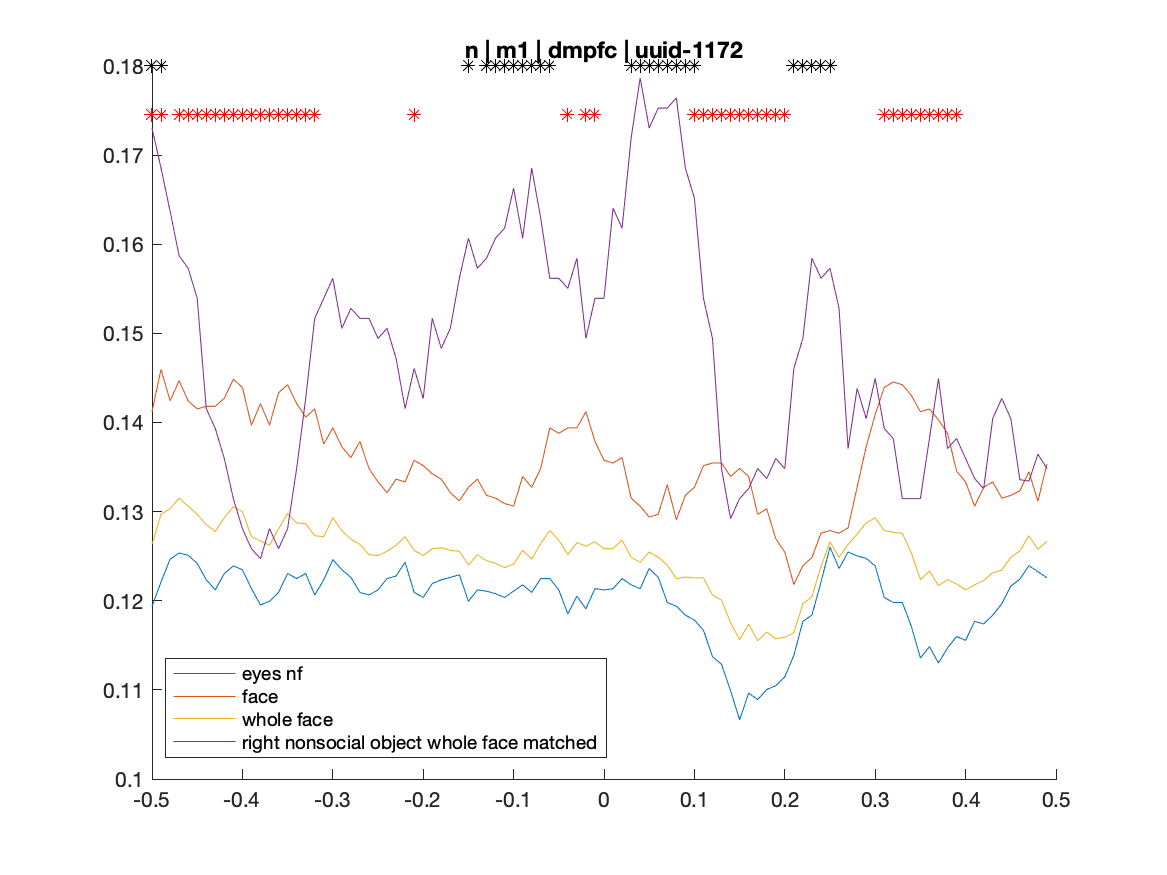 n | m1 | dmpfc | uuid-1172
0.18
0.17
0.16
0.15
0.14
0.13
0.12
0.11
0.1
eyes nf
face
whole face
right nonsocial object whole face matched
-0.5 -0.4 -0.3 -0.2 -0.1 0 0.1 0.2 0.3 0.4 0.5